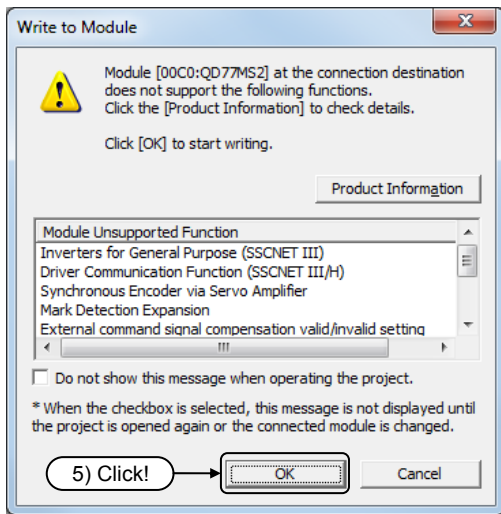 Write to Module
Module [00C0:QD77MS2] at the connection destination
does not support the following functions.
Click the [Product Information] to check details.
Click [OK] to start writing.
Product Information
Module Unsupported Function
Inverters for General Purpose (SSCNET III)
Driver Communication Function (SSCNET III/H)
Synchronous Encoder via Servo Amplifier
Mark Detection Expansion
External command signal compensation valid/invalid setting
Do not show this message when operating the project.
* When the checkbox is selected, this message is not displayed until
the project is opened again or the connected module is changed.
5) Click!
OK
Cancel